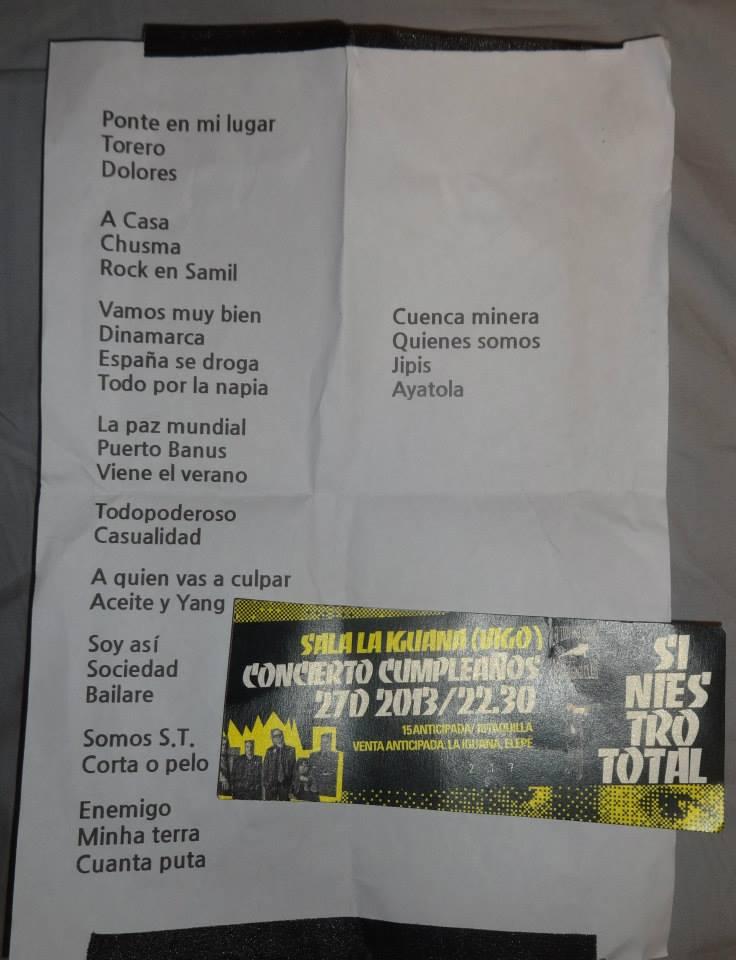 Ponte en mi lugar
Torero
Dolores
A Casa
Chusma
Rock en Samil
Vamos muy bien
Dinamarca
España se droga
Todo por la napia
La paz mundial
Puerto Banus
Viene el verano
Todopoderoso
Casualidad
A quien vas a culpar
Aceite y Yang
Soy así
Sociedad
Bailare
Somos S.T.
Corta o pelo
Enemigo
Minha terra
Cuanta puta
Cuenca minera
Quienes somos
Jipis
Ayatola
SALA LA IGUANA (VIGO)
CONCIERTO CUMPLEAÑOS
27D 2013/22.30
15 ANTICIPADA/ 18 TAQUILLA
VENTA ANTICIPADA: LA IGUANA, ELEPE
SI
NIES
TRO
TOTAL